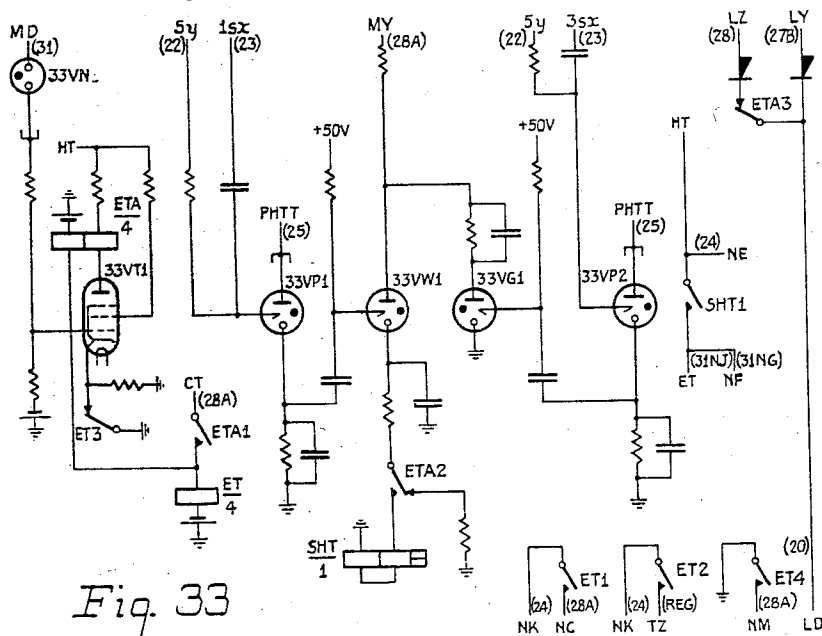 MD
(31)
5y
(22)
1sx
(23)
MY
(28A)
5y
(22)
3sx
(23)
LZ
(28)
LY
(27B)
33VN
ETA3
+50V
+50V
HT
HT
ETA
4
PHTT
(25)
PHTT
(25)
(24)
NE
33VT1
33VP1
33VW1
33VG1
33VP2
SHT1
(31NJ)
(31NG)
ET
NF
CT
(28A)
ET3
ETA1
ETA2
ET
4
SHT
1
(20)
ET1
ET2
ET4
(24)
(28A)
(24)
(REG)
(28A)
NK
NC
NK
TZ
NM
LD
Fig. 33